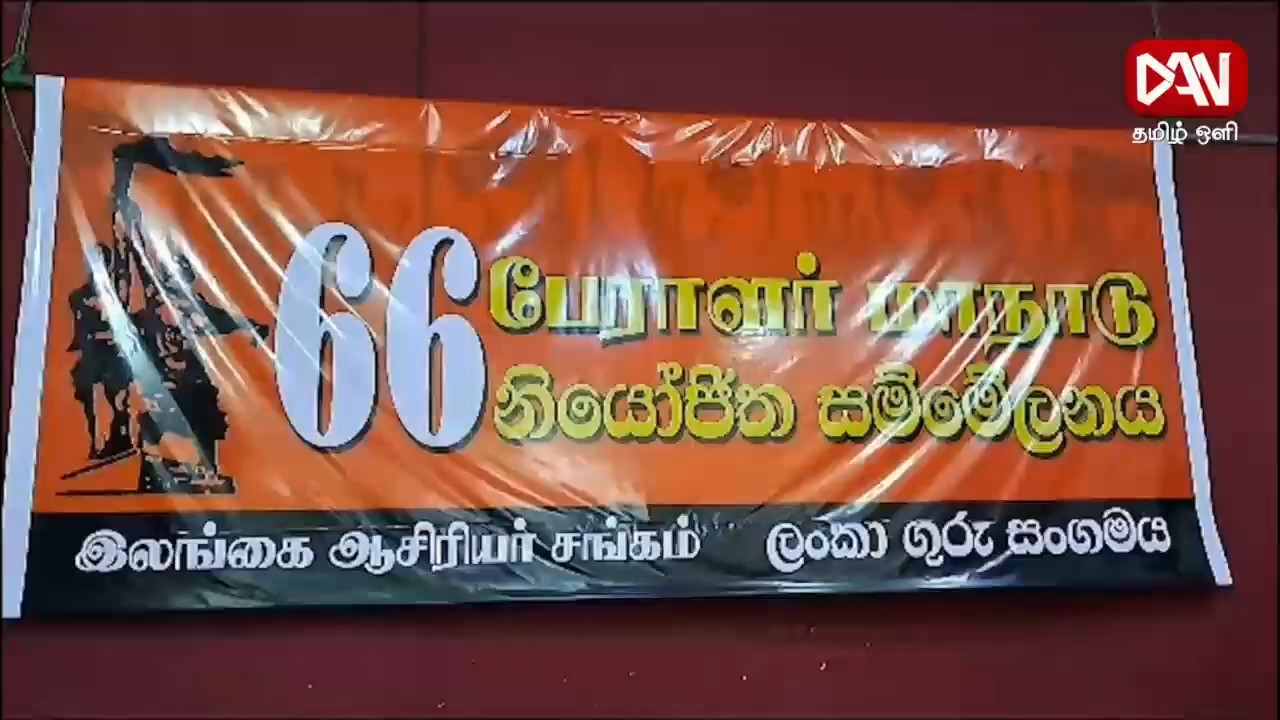 DAN
தமிழ் ஒளி
66
பேராளர் மாநாடு
නියෝජිත සම්මේලනය
இலங்கை ஆசிரியர் சங்கம் ලංකා ගුරු සංගමය